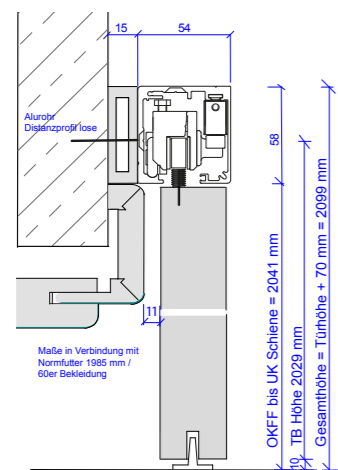 15
54
Alurohr
Distanzprofil lose
58
11
Maße in Verbindung mit
Normfutter 1985 mm /
60er Bekleidung
OKFF bis UK Schiene = 2041 mm
TB Höhe 2029 mm
10
Gesamthöhe = Türhöhe + 70 mm = 2099 mm